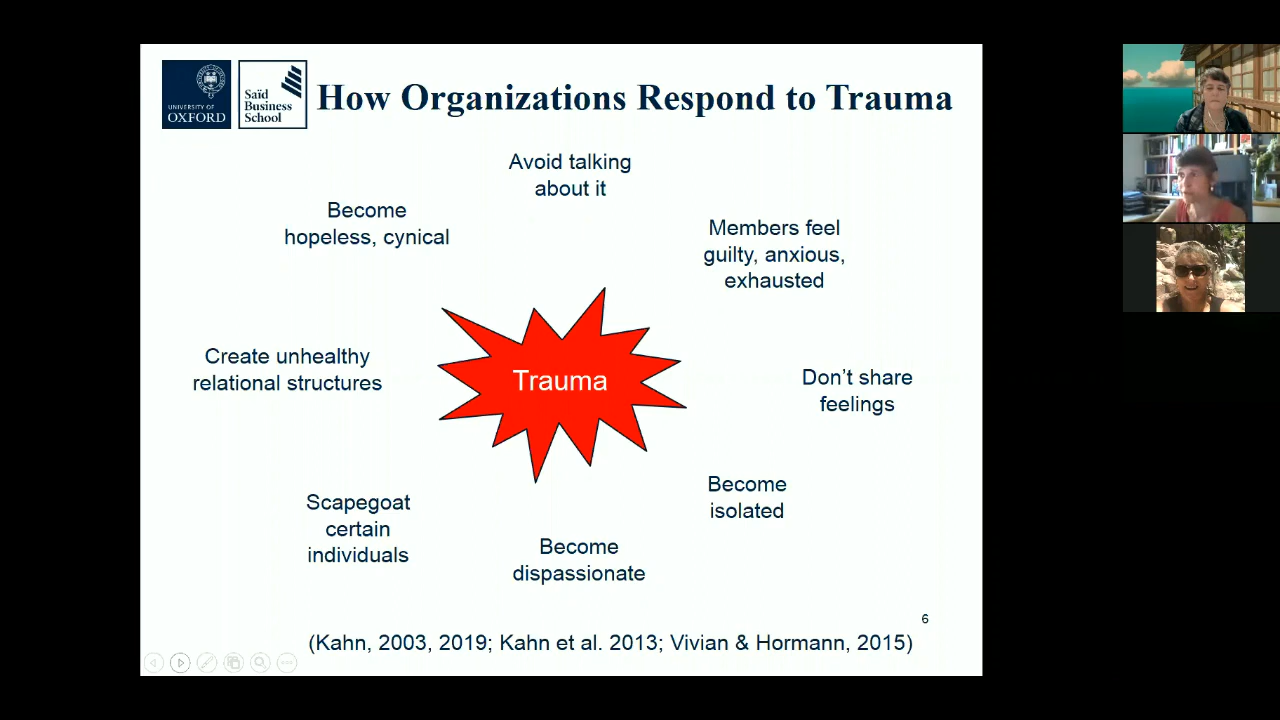 UNIVERSITY OF
OXFORD
Saïd
Business
School
How Organizations Respond to Trauma
Avoid talking
about it
Become
hopeless, cynical
Members feel
guilty, anxious,
exhausted
Create unhealthy
relational structures
Trauma
Don’t share
feelings
Become
isolated
Scapegoat
certain
individuals
Become
dispassionate
6
(Kahn, 2003, 2019; Kahn et al. 2013; Vivian & Hormann, 2015)